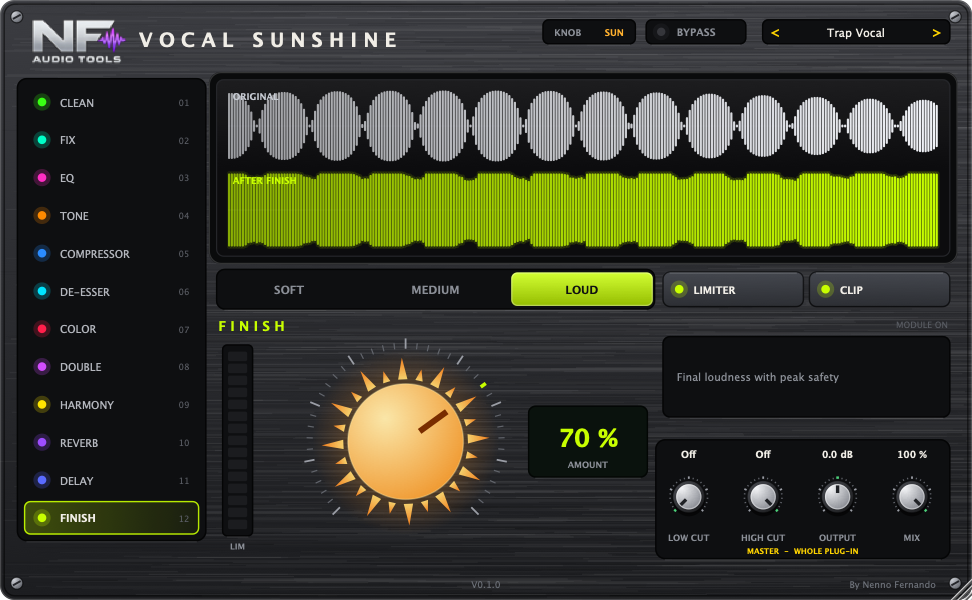 NF
AUDIO TOOLS
VOCAL SUNSHINE
KNOB SUN
BYPASS
< Trap Vocal >
CLEAN 01
FIX 02
EQ 03
TONE 04
COMPRESSOR 05
DE-ESSER 06
COLOR 07
DOUBLE 08
HARMONY 09
REVERB 10
DELAY 11
FINISH 12
ORIGINAL
AFTER FINISH
SOFT MEDIUM LOUD
LIMITER CLIP
FINISH
MODULE ON
Final loudness with peak safety
70 %
AMOUNT
LIM
Off Off 0.0 dB 100 %
LOW CUT HIGH CUT OUTPUT MIX
MASTER – WHOLE PLUG-IN
V0.1.0
By Nenno Fernando